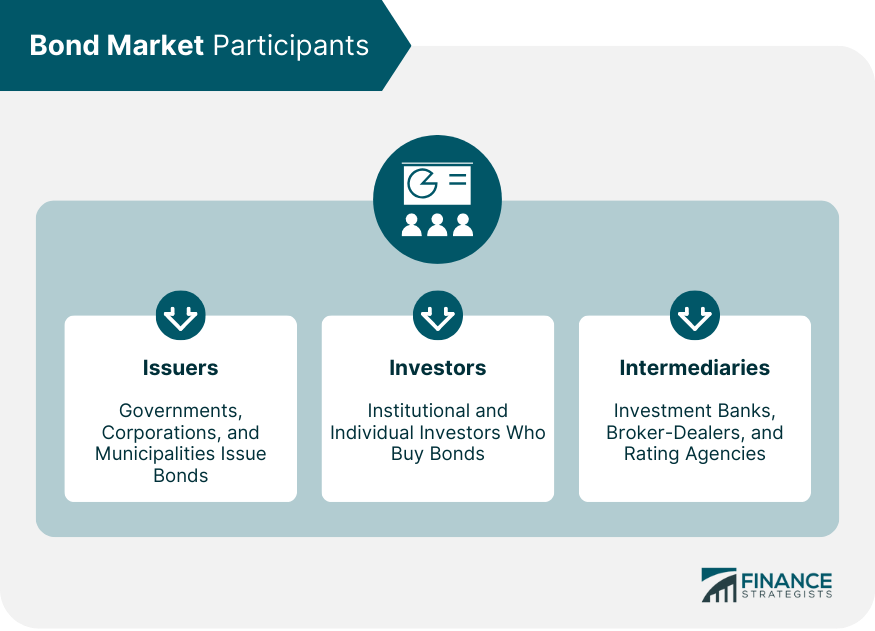 Bond Market Participants
Issuers
Governments,
Corporations, and
Municipalities Issue
Bonds
Investors
Institutional and
Individual Investors Who
Buy Bonds
Intermediaries
Investment Banks,
Broker-Dealers, and
Rating Agencies
FINANCE
STRATEGISTS